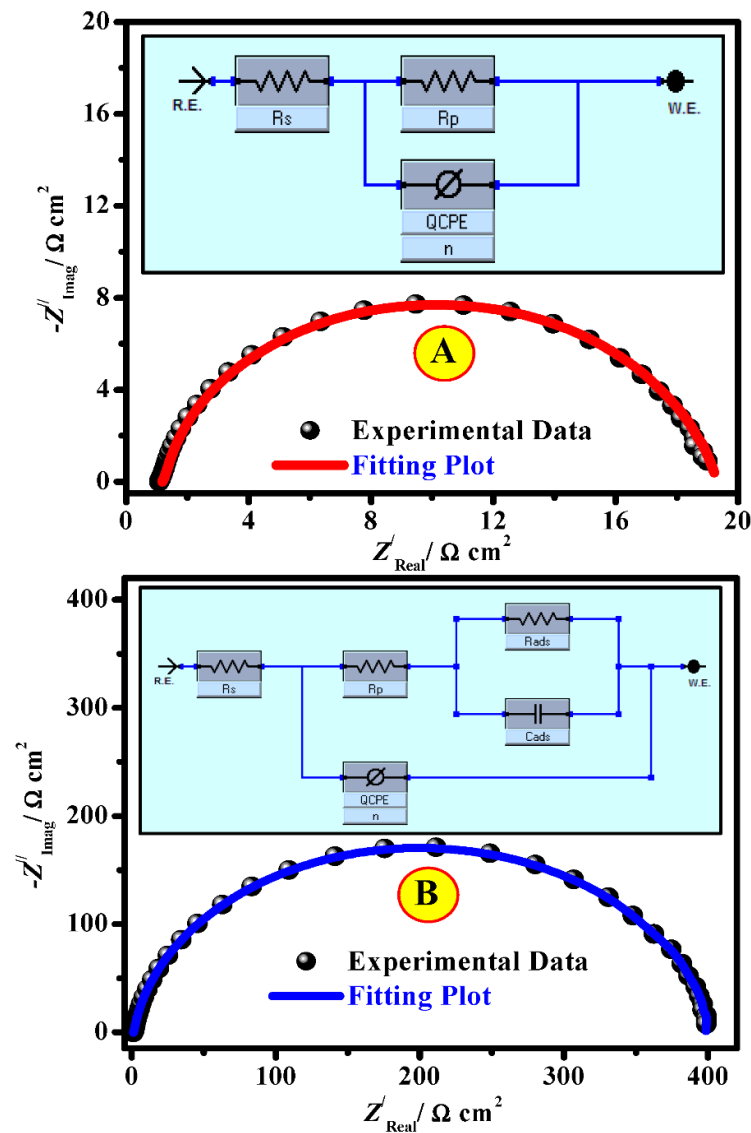 20
16
12
8
4
0
-Z^{//}_{Imag}/ Ω cm²
R.E.
Rs
Rp
W.E.
QCPE
n
A
Experimental Data
Fitting Plot
0 4 8 12 16 20
Z^{/}_{Real}/ Ω cm²
400
300
200
100
0
-Z^{//}_{Imag}/ Ω cm²
Rads
R.E.
Rs
Rp
W.E.
Cads
QCPE
n
B
Experimental Data
Fitting Plot
0 100 200 300 400
Z^{/}_{Real}/ Ω cm²